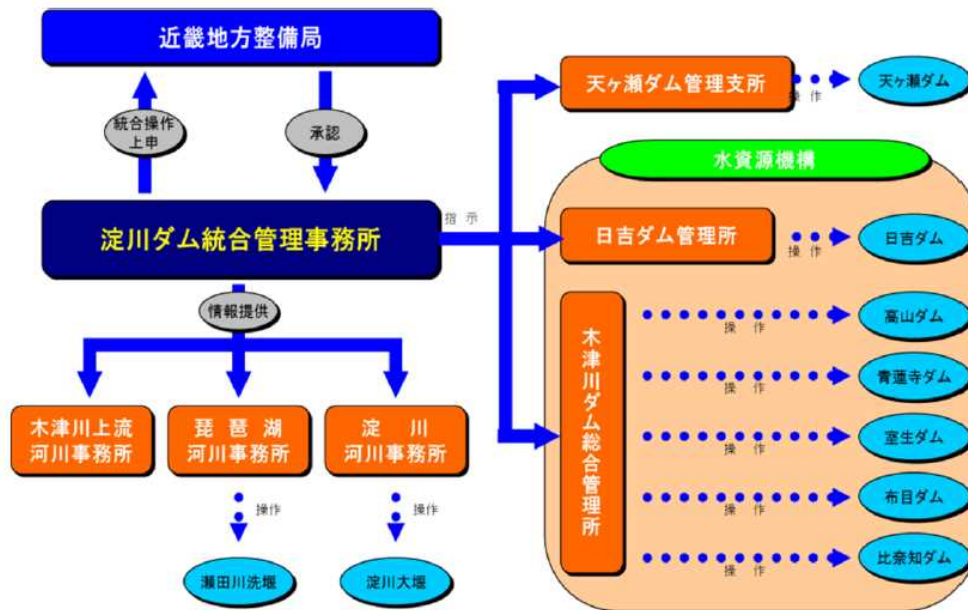 近畿地方整備局
統合操作
上申
承認
淀川ダム統合管理事務所
指示
情報提供
木津川上流
河川事務所
琵琶湖
河川事務所
淀川
河川事務所
操作
操作
瀬田川洗堰
淀川大堰
天ヶ瀬ダム管理支所
操作
天ヶ瀬ダム
水資源機構
日吉ダム管理所
操作
日吉ダム
木津川ダム総合管理所
操作
高山ダム
操作
青蓮寺ダム
操作
室生ダム
操作
布目ダム
操作
比奈知ダム